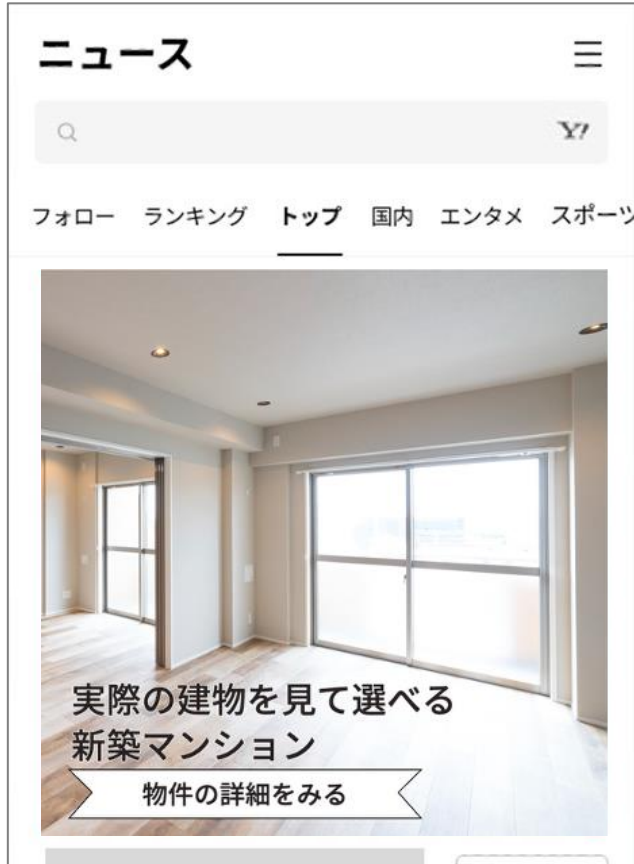 ニュース
Y!
フォロー ランキング トップ 国内 エンタメ スポーツ
実際の建物を見て選べる
新築マンション
物件の詳細をみる